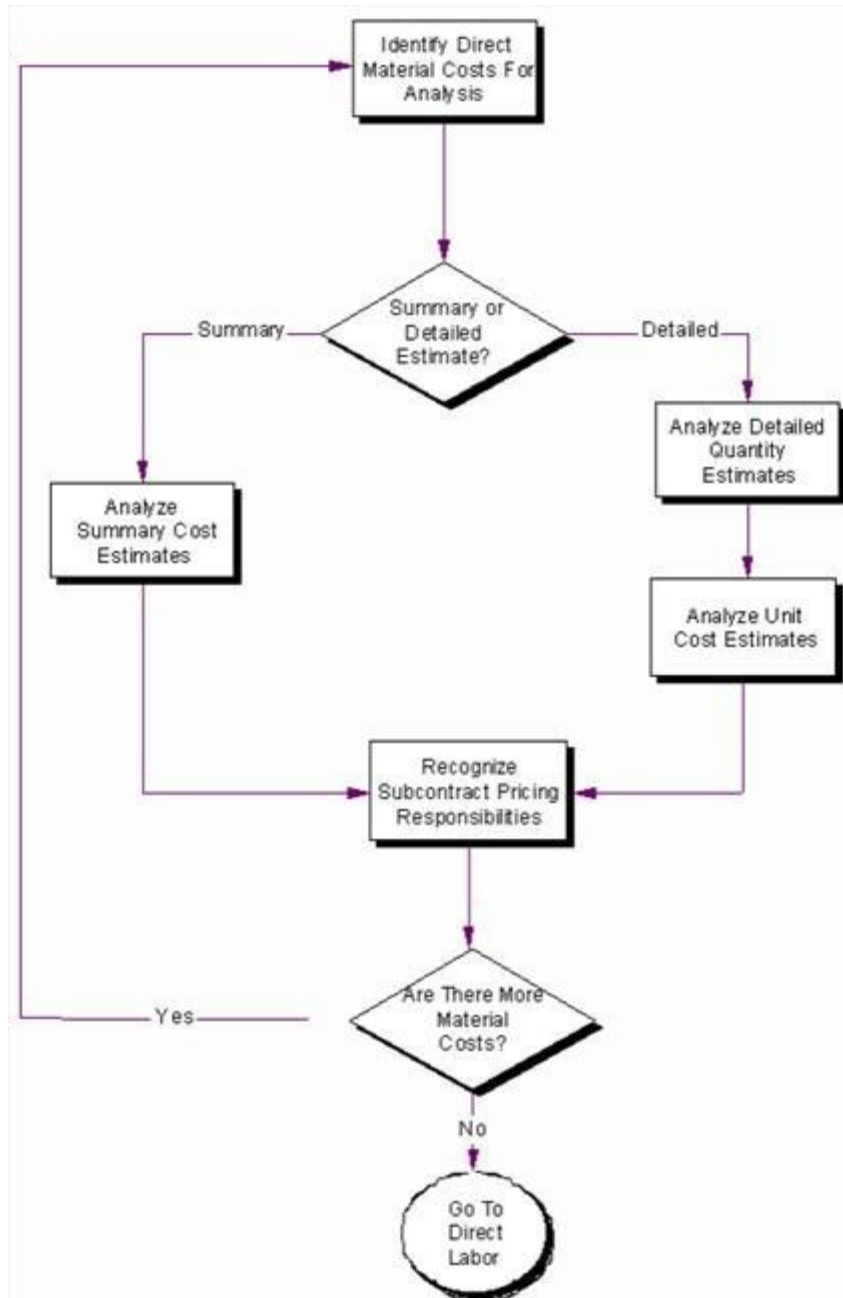 Identify Direct
Material Costs For
Analysis
Summary or
Detailed
Estimate?
Summary
Detailed
Analyze Detailed
Quantity
Estimates
Analyze
Summary Cost
Estimates
Analyze Unit
Cost Estimates
Recognize
Subcontract Pricing
Responsibilities
Are There More
Material
Costs?
Yes
No
Go To
Direct
Labor